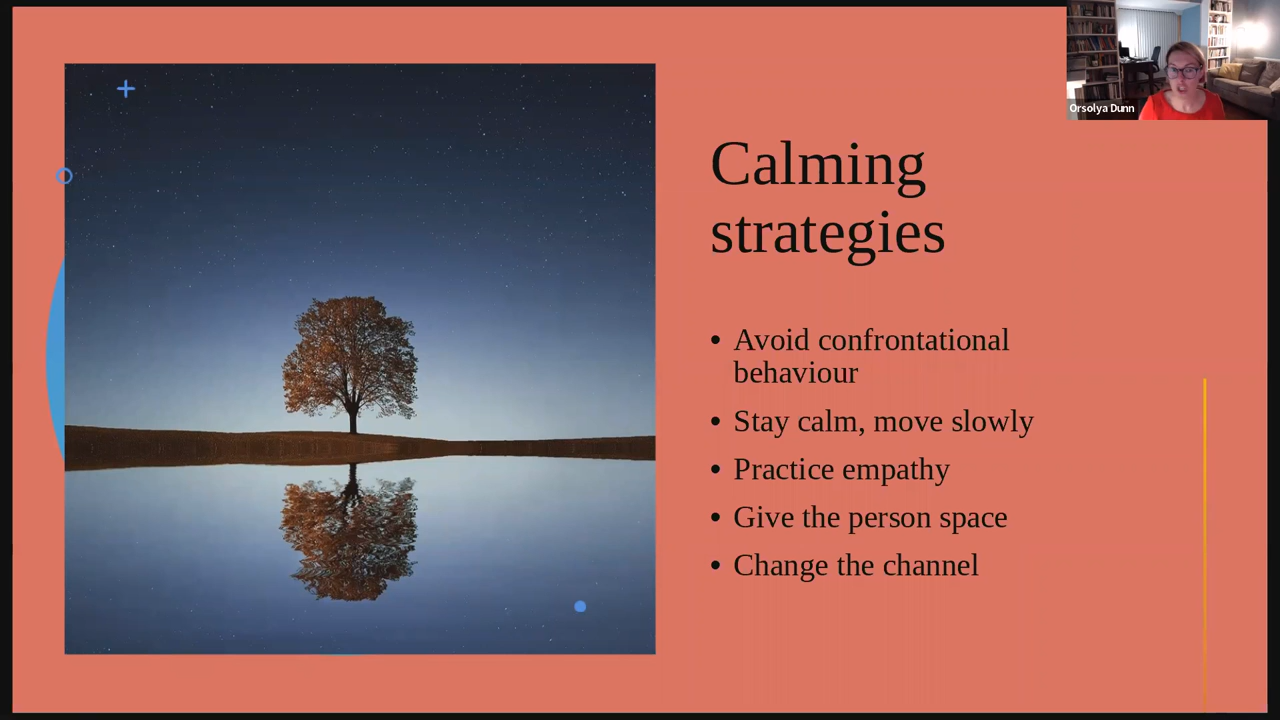 Orsolya Dunn
Calming
strategies
• Avoid confrontational
behaviour
• Stay calm, move slowly
• Practice empathy
• Give the person space
• Change the channel